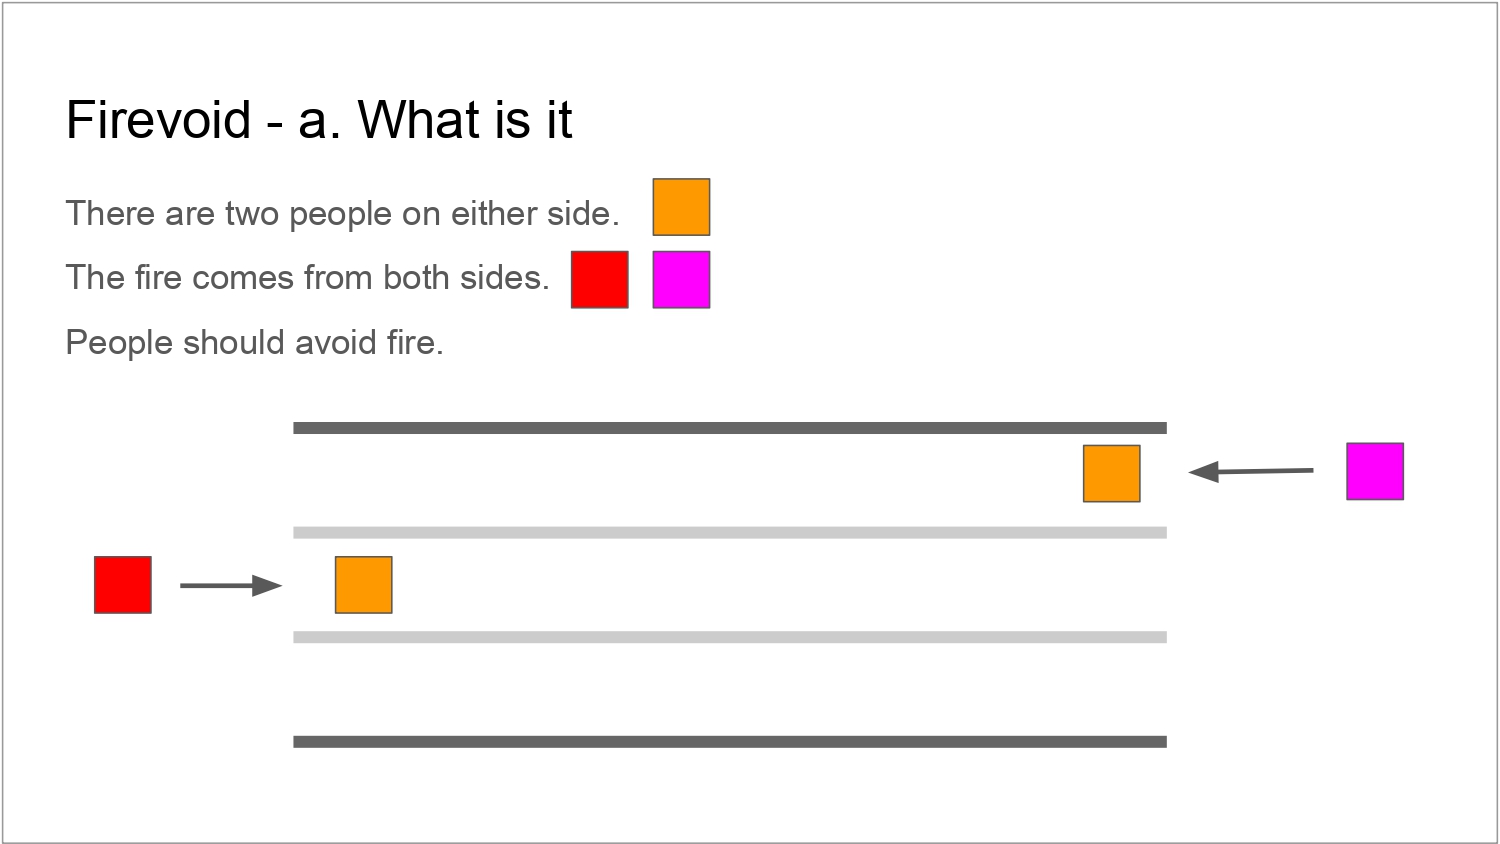 Firevoid - a. What is it
There are two people on either side.
The fire comes from both sides.
People should avoid fire.